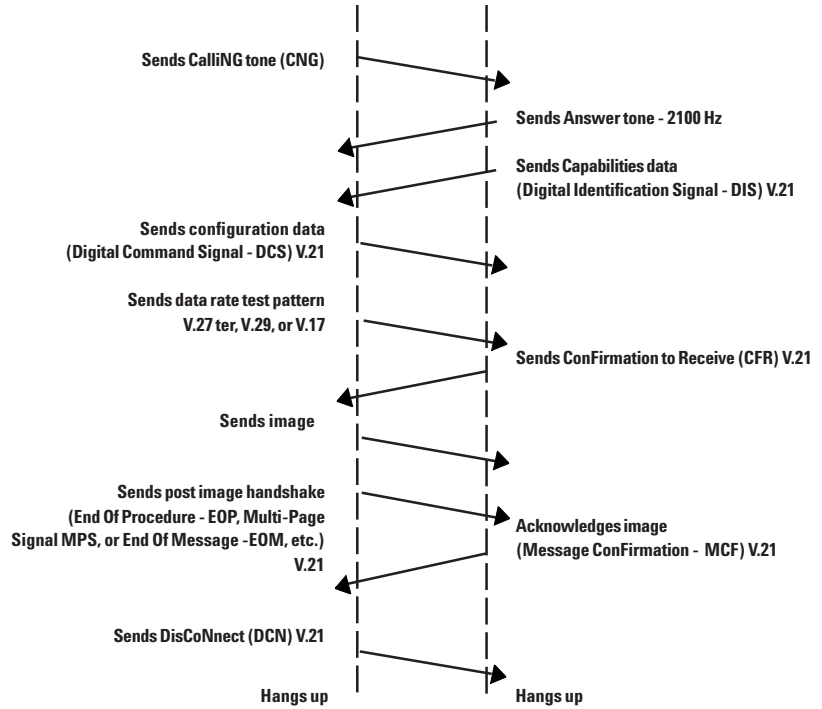 Sends CalliNG tone (CNG)
Sends Answer tone - 2100 Hz
Sends Capabilities data
(Digital Identification Signal - DIS) V.21
Sends configuration data
(Digital Command Signal - DCS) V.21
Sends data rate test pattern
V.27 ter, V.29, or V.17
Sends ConFirmation to Receive (CFR) V.21
Sends image
Sends post image handshake
(End Of Procedure - EOP, Multi-Page
Signal MPS, or End Of Message -EOM, etc.)
V.21
Acknowledges image
(Message ConFirmation - MCF) V.21
Sends DisCoNnect (DCN) V.21
Hangs up
Hangs up